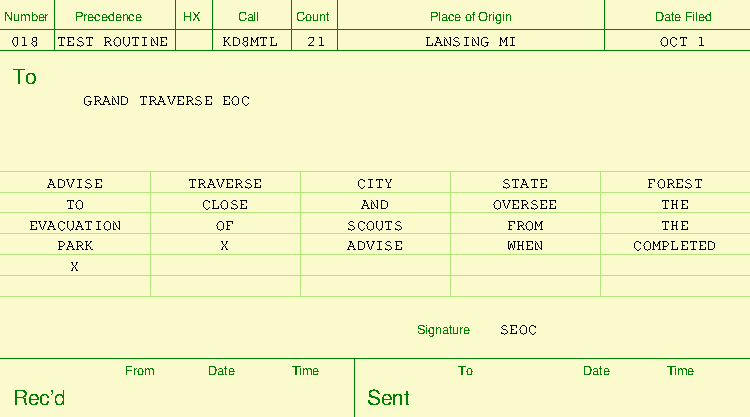 Number Precedence HX Call Count Place of Origin Date Filed
018 TEST ROUTINE KD8MTL 21 LANSING MI OCT 1
To
GRAND TRAVERSE EOC
ADVISE TRAVERSE CITY STATE FOREST
TO CLOSE AND OVERSEE THE
EVACUATION OF SCOUTS FROM THE
PARK X ADVISE WHEN COMPLETED
X
Signature SEOC
From Date Time To Date Time
Rec'd Sent